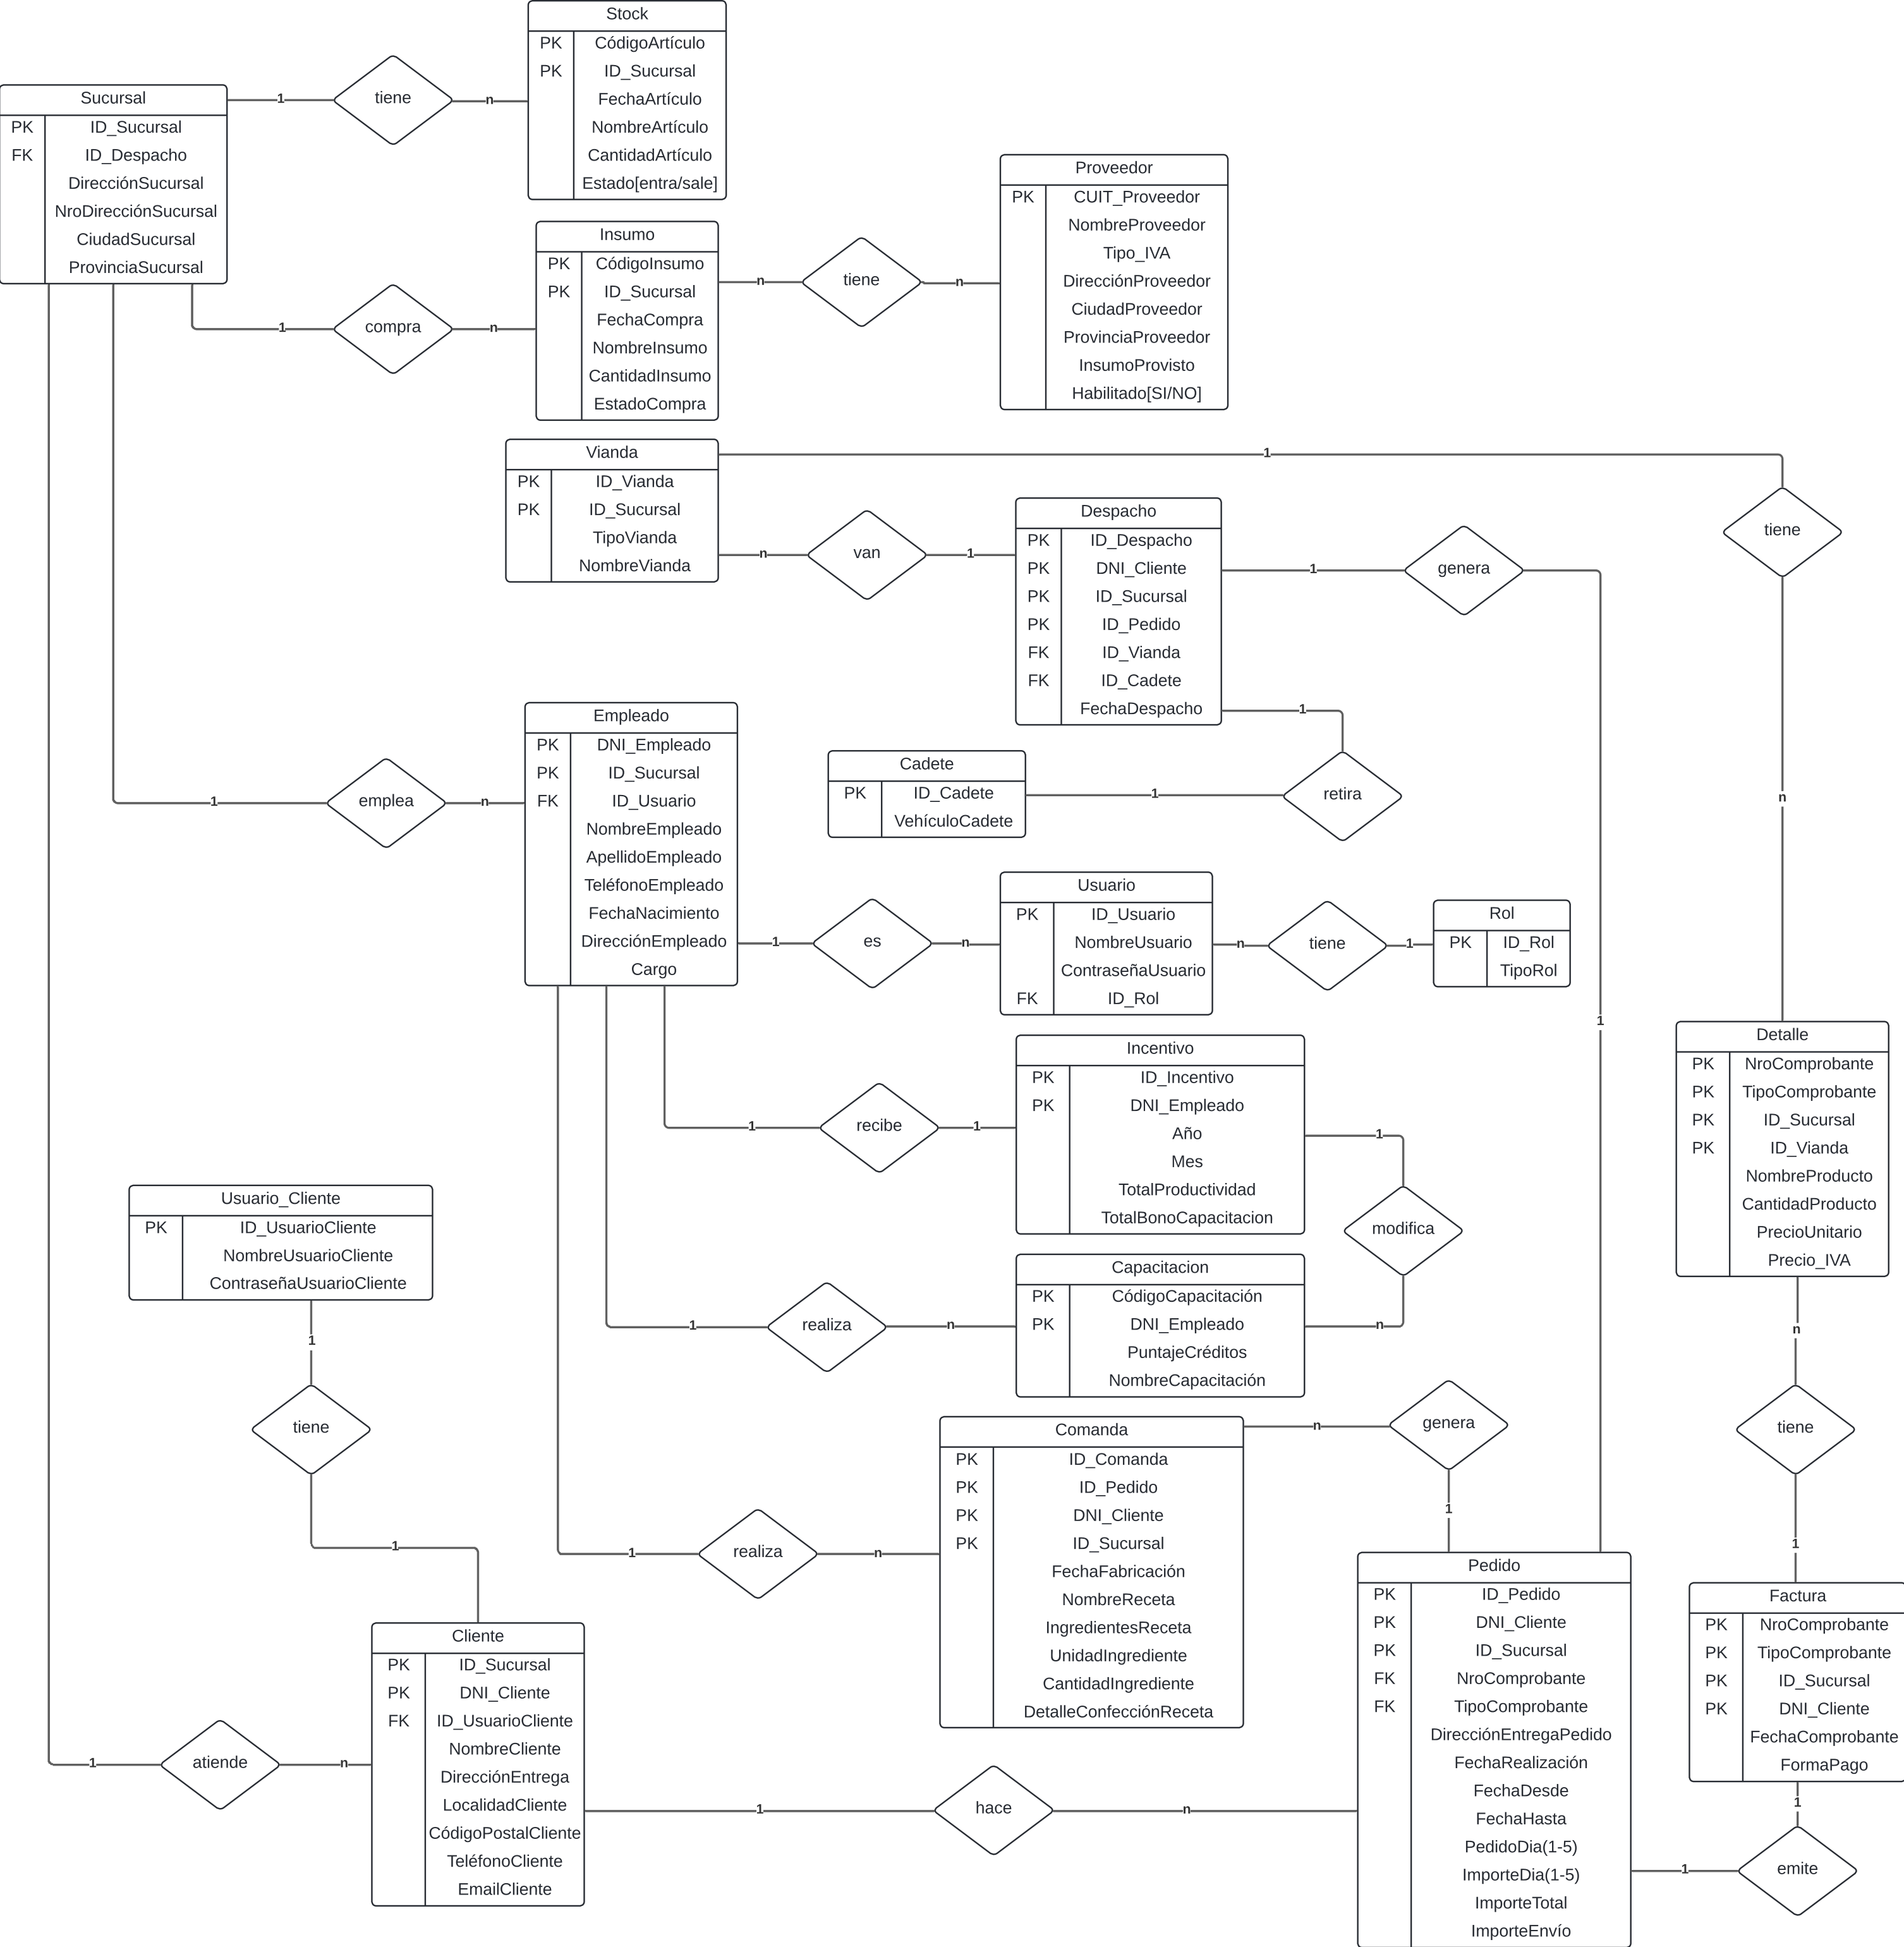 Stock
PK CódigoArtículo
PK ID_Sucursal
FechaArtículo
NombreArtículo
CantidadArtículo
Estado[entra/sale]
1 tiene n
Sucursal
PK ID_Sucursal
FK ID_Despacho
DirecciónSucursal
NroDirecciónSucursal
CiudadSucursal
ProvinciaSucursal
Proveedor
PK CUIT_Proveedor
NombreProveedor
Tipo_IVA
DirecciónProveedor
CiudadProveedor
ProvinciaProveedor
InsumoProvisto
Habilitado[SI/NO]
Insumo
PK CódigoInsumo
PK ID_Sucursal
FechaCompra
NombreInsumo
CantidadInsumo
EstadoCompra
n tiene n
1 compra n
Vianda
PK ID_Vianda
PK ID_Sucursal
TipoVianda
NombreVianda
1
tiene
n
n van 1
Despacho
PK ID_Despacho
PK DNI_Cliente
PK ID_Sucursal
PK ID_Pedido
FK ID_Vianda
FK ID_Cadete
FechaDespacho
1 genera
1
1
retira
1
Cadete
PK ID_Cadete
VehículoCadete
1 emplea n
Empleado
PK DNI_Empleado
PK ID_Sucursal
FK ID_Usuario
NombreEmpleado
ApellidoEmpleado
TeléfonoEmpleado
FechaNacimiento
DirecciónEmpleado
Cargo
1 es n
Usuario
PK ID_Usuario
NombreUsuario
ContraseñaUsuario
FK ID_Rol
n tiene 1
Rol
PK ID_Rol
TipoRol
Detalle
PK NroComprobante
PK TipoComprobante
PK ID_Sucursal
PK ID_Vianda
NombreProducto
CantidadProducto
PrecioUnitario
Precio_IVA
1 recibe 1
Incentivo
PK ID_Incentivo
PK DNI_Empleado
Año
Mes
TotalProductividad
TotalBonoCapacitacion
1
modifica
n
Usuario_Cliente
PK ID_UsuarioCliente
NombreUsuarioCliente
ContraseñaUsuarioCliente
1
tiene
1
1 realiza n
Capacitacion
PK CódigoCapacitación
PK DNI_Empleado
PuntajeCréditos
NombreCapacitación
n
tiene
1
Comanda
PK ID_Comanda
PK ID_Pedido
PK DNI_Cliente
PK ID_Sucursal
FechaFabricación
NombreReceta
IngredientesReceta
UnidadIngrediente
CantidadIngrediente
DetalleConfecciónReceta
n genera
1
1 realiza n
Pedido
PK ID_Pedido
PK DNI_Cliente
PK ID_Sucursal
FK NroComprobante
FK TipoComprobante
DirecciónEntregaPedido
FechaRealización
FechaDesde
FechaHasta
PedidoDia(1-5)
ImporteDia(1-5)
ImporteTotal
ImporteEnvío
Factura
PK NroComprobante
PK TipoComprobante
PK ID_Sucursal
PK DNI_Cliente
FechaComprobante
FormaPago
1
1 emite
Cliente
PK ID_Sucursal
PK DNI_Cliente
FK ID_UsuarioCliente
NombreCliente
DirecciónEntrega
LocalidadCliente
CódigoPostalCliente
TeléfonoCliente
EmailCliente
1 atiende n
1 hace n